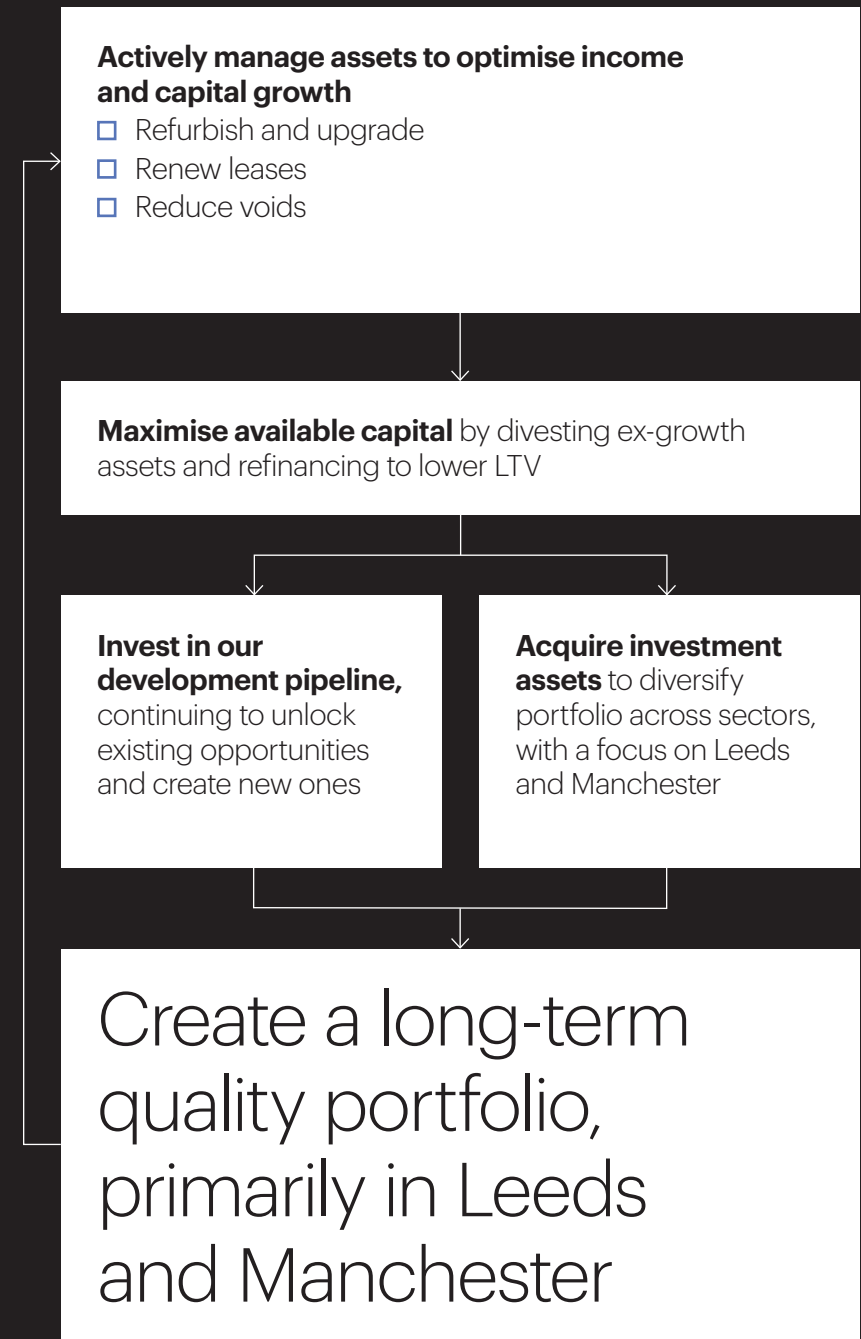 Actively manage assets to optimise income
and capital growth
Refurbish and upgrade
Renew leases
Reduce voids
Maximise available capital by divesting ex-growth
assets and refinancing to lower LTV
Invest in our
development pipeline,
continuing to unlock
existing opportunities
and create new ones
Acquire investment
assets to diversify
portfolio across sectors,
with a focus on Leeds
and Manchester
Create a long-term
quality portfolio,
primarily in Leeds
and Manchester